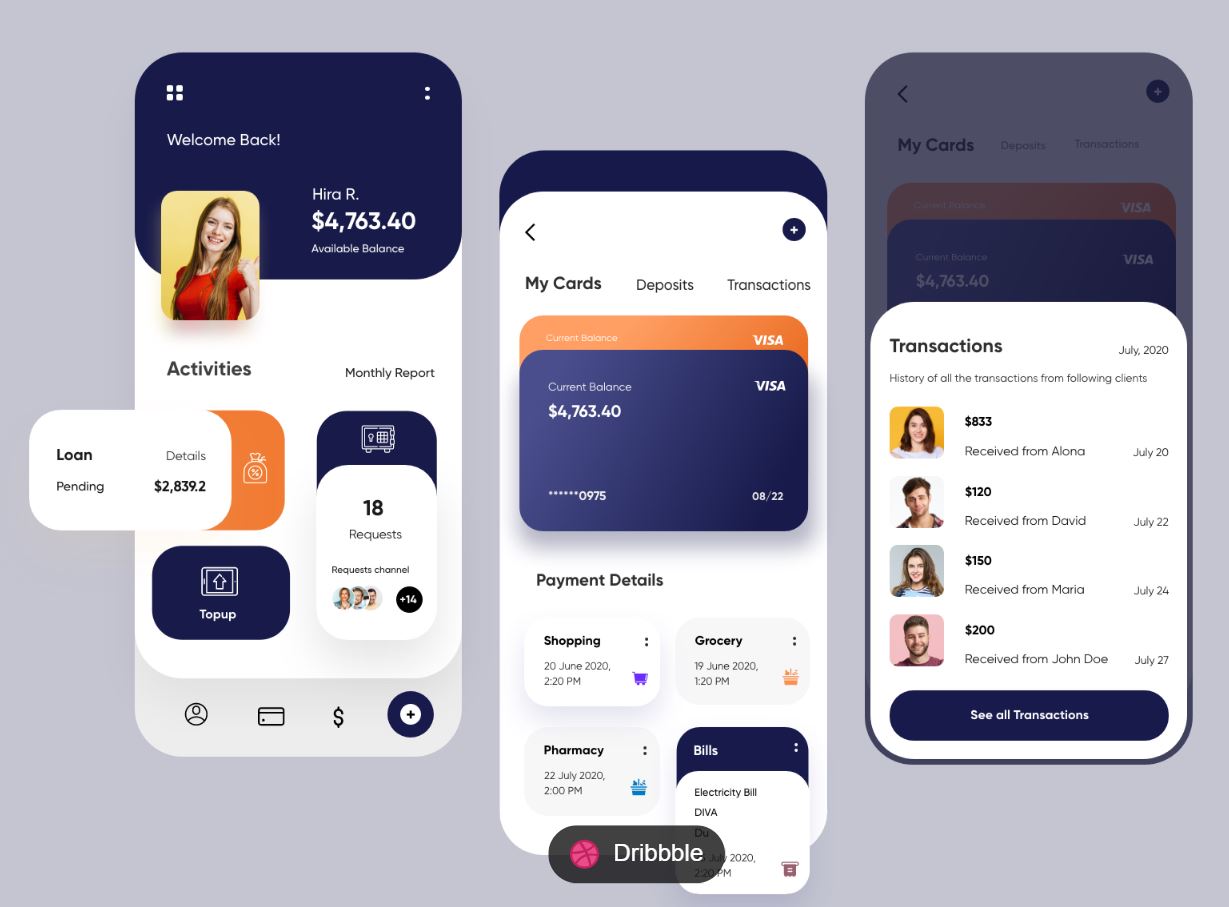 Welcome Back!
Hira R.
$4,763.40
Available Balance
Activities
Monthly Report
Loan
Details
Pending
$2,839.2
18
Requests
Requests channel
+14
Topup
$
My Cards
Deposits
Transactions
Current Balance
VISA
Current Balance
VISA
$4,763.40
******0975
08/22
Payment Details
Shopping
20 June 2020,
2:20 PM
Grocery
19 June 2020,
1:20 PM
Pharmacy
22 July 2020,
2:00 PM
Bills
Electricity Bill
DIVA
Du
July 2020,
2:20 PM
Dribbble
My Cards
Deposits
Transactions
Current Balance
VISA
Current Balance
VISA
$4,763.40
Transactions
July, 2020
History of all the transactions from following clients
$833
Received from Alona
July 20
$120
Received from David
July 22
$150
Received from Maria
July 24
$200
Received from John Doe
July 27
See all Transactions